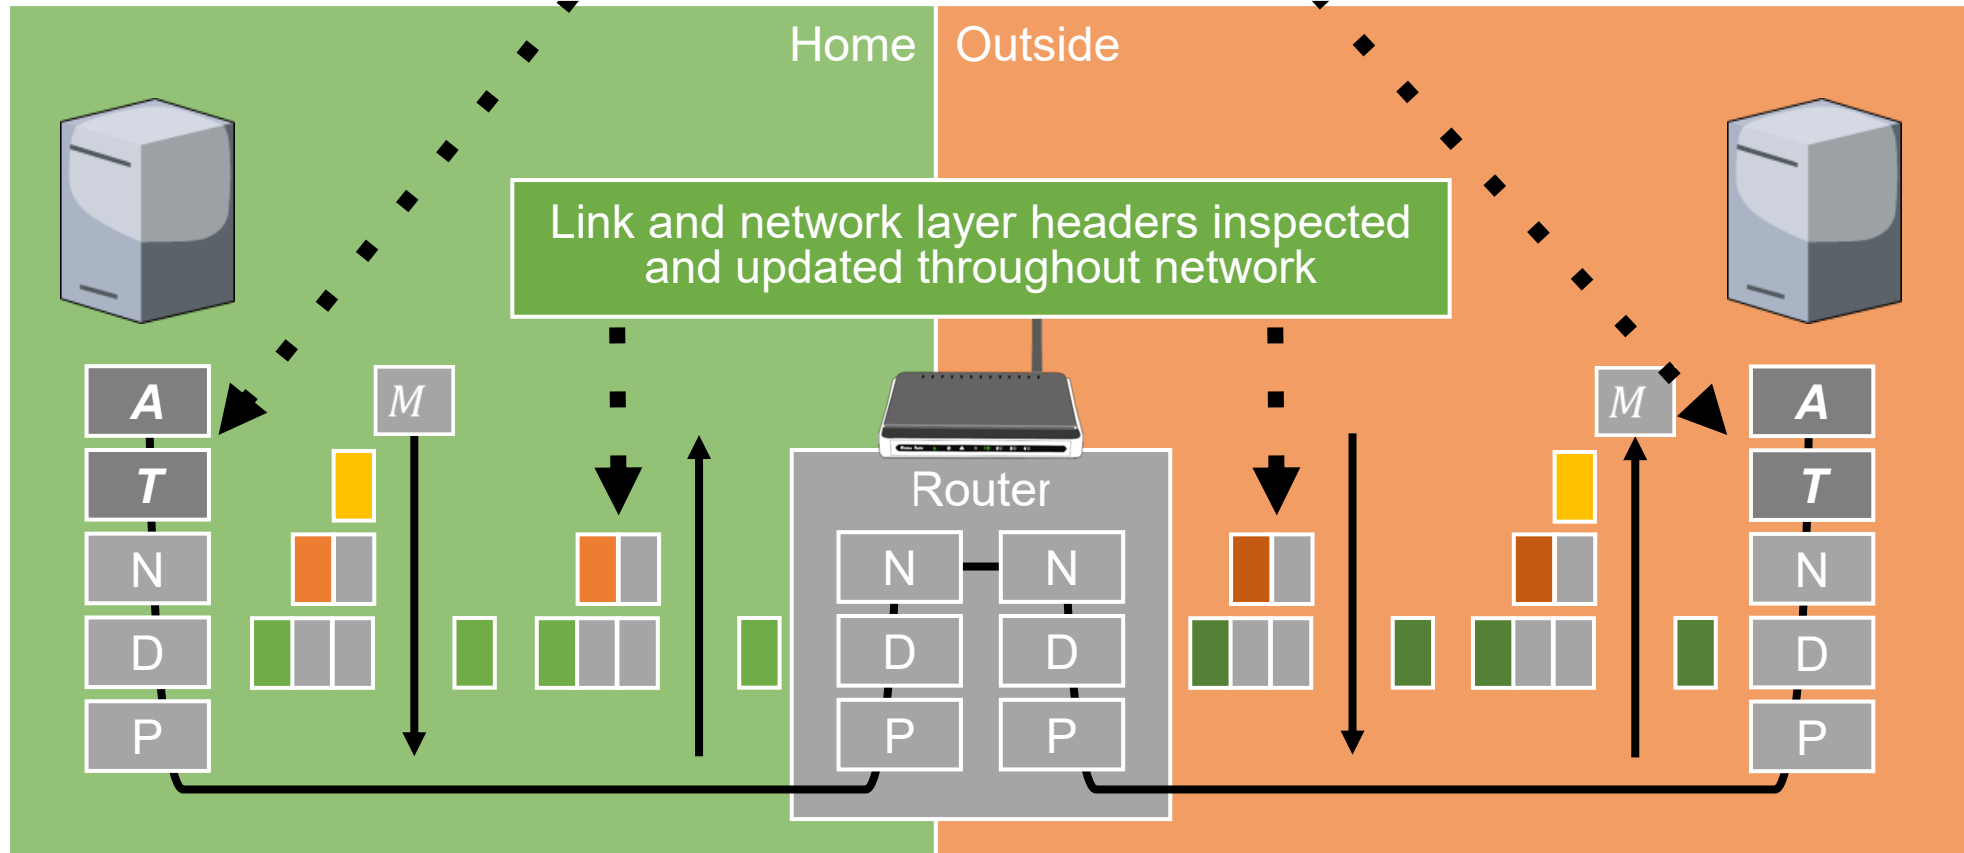 Home
Outside
Link and network layer headers inspected
and updated throughout network
A
M
M
A
T
Router
T
N
N
N
N
D
D
D
D
P
P
P
P